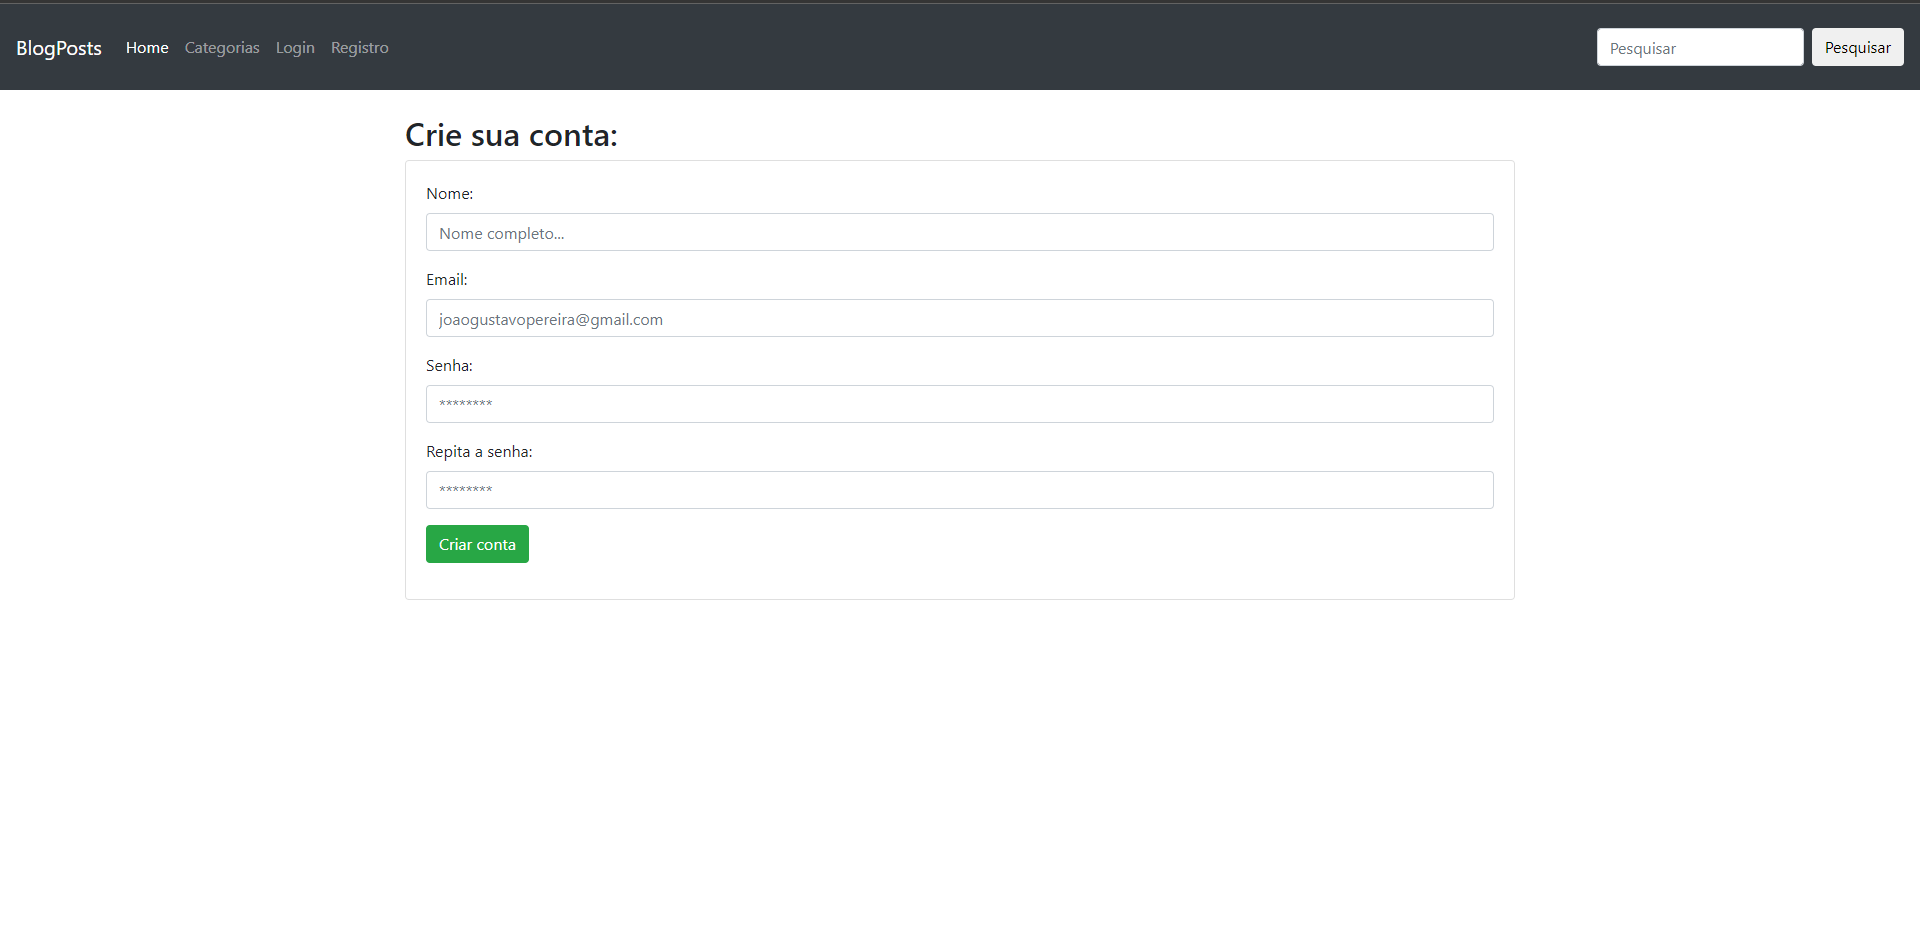 BlogPosts Home Categorias Login Registro Pesquisar Pesquisar
Crie sua conta:
Nome:
Nome completo...
Email:
joaogustavopereira@gmail.com
Senha:
********
Repita a senha:
********
Criar conta